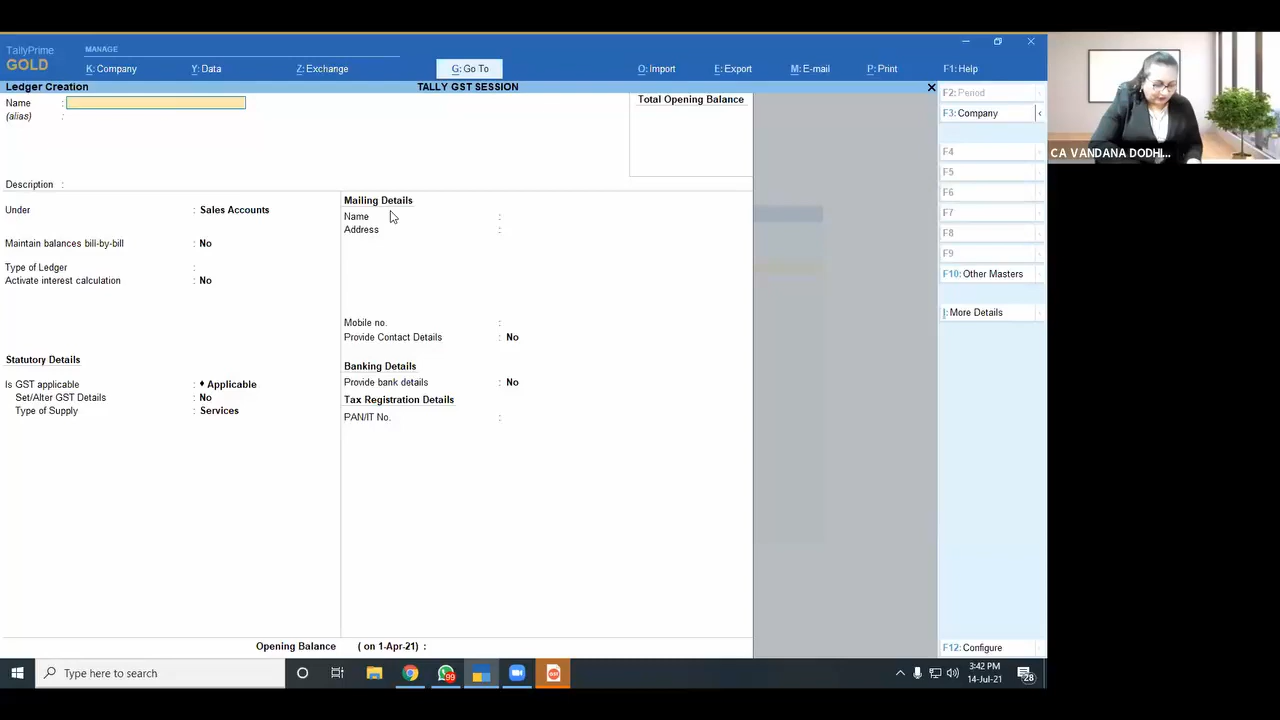 TallyPrime
GOLD
MANAGE
K: Company
Y: Data
Z: Exchange
G: Go To
O: Import
E: Export
M: E-mail
P: Print
F1: Help
Ledger Creation
TALLY GST SESSION
Name :
(alias) :
Total Opening Balance
Description :
Under : Sales Accounts
Maintain balances bill-by-bill : No
Type of Ledger :
Activate interest calculation : No
Statutory Details
Is GST applicable : ♦ Applicable
Set/Alter GST Details : No
Type of Supply : Services
Mailing Details
Name :
Address :
Mobile no. :
Provide Contact Details : No
Banking Details
Provide bank details : No
Tax Registration Details
PAN/IT No. :
Opening Balance ( on 1-Apr-21) :
F2: Period
F3: Company
F4
F5
F6
F7
F8
F9
F10: Other Masters
I: More Details
F12: Configure
CA VANDANA DODHI...
Type here to search
99
GST
3:42 PM
14-Jul-21
28